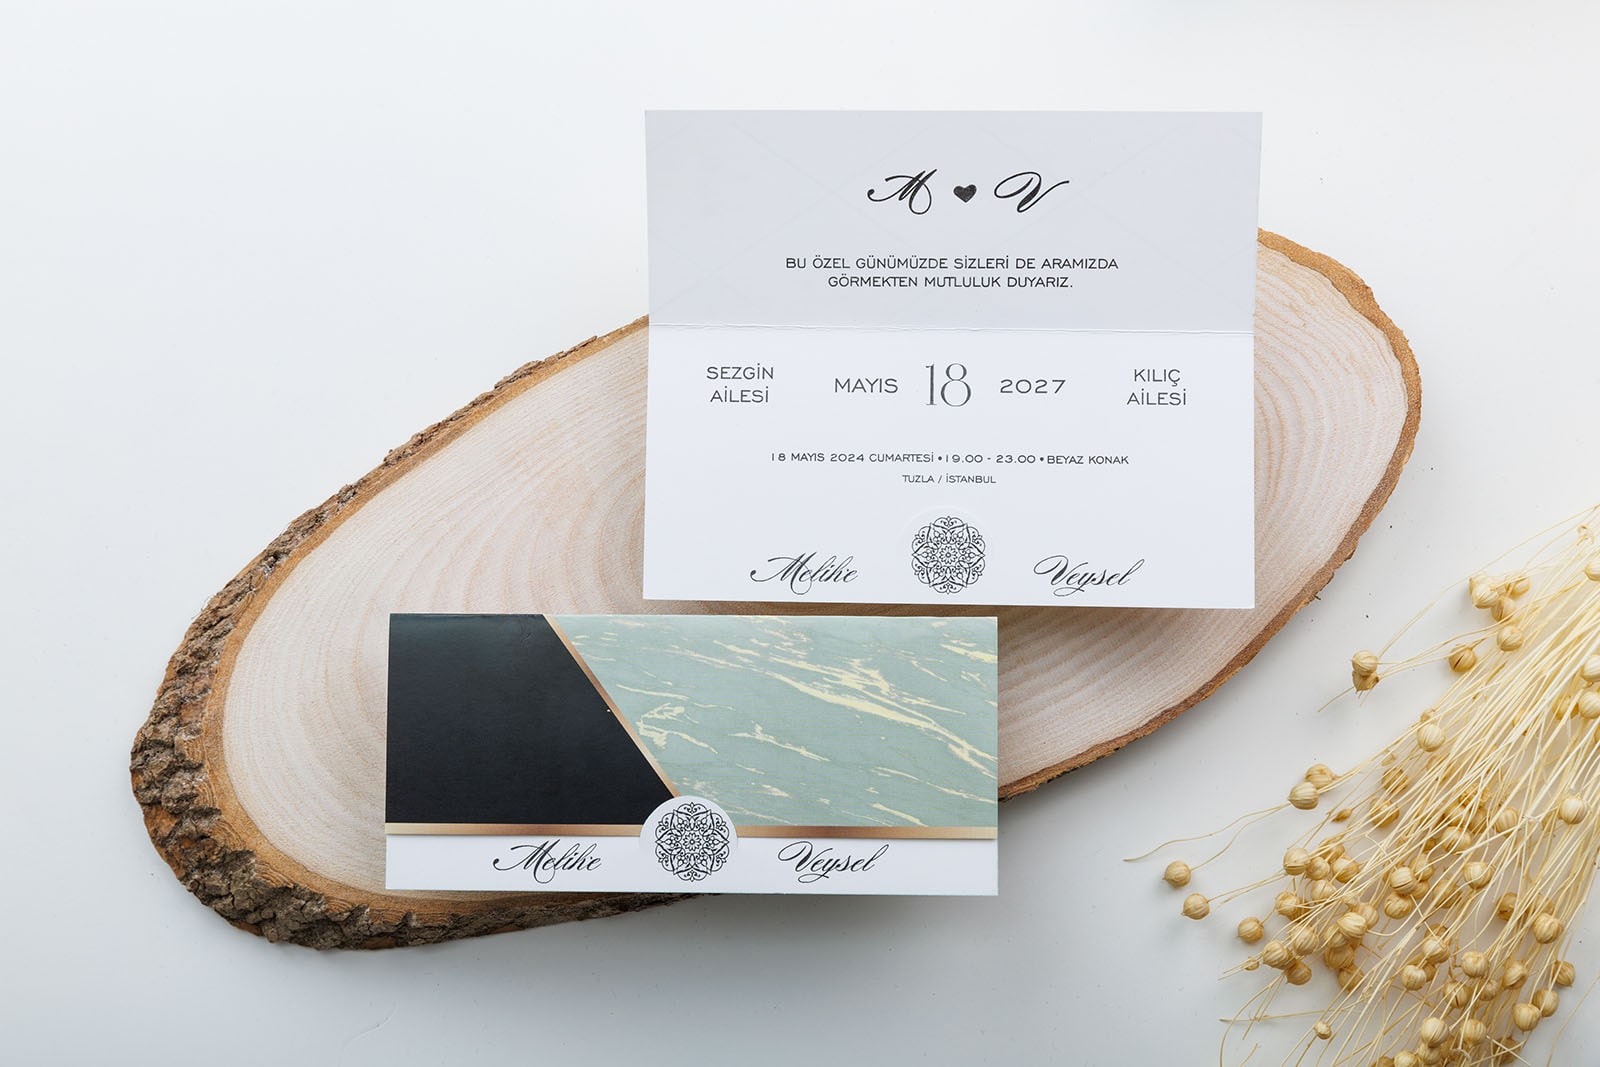 M ♥ V
BU ÖZEL GÜNÜMÜZDE SİZLERİ DE ARAMIZDA
GÖRMEKTEN MUTLULUK DUYARIZ.
SEZGİN
AİLESİ
MAYIS 18 2027
KILIÇ
AİLESİ
18 MAYIS 2024 CUMARTESİ • 19.00 - 23.00 • BEYAZ KONAK
TUZLA / İSTANBUL
Melike Veysel
Melike Veysel